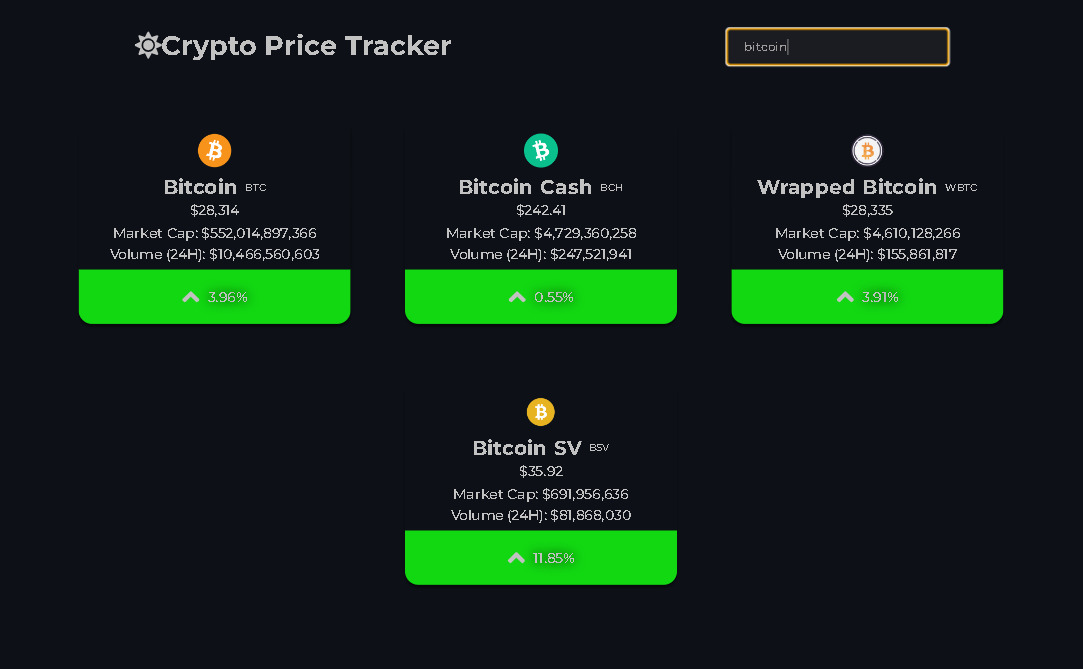 Crypto Price Tracker
bitcoin
Bitcoin BTC
$28,314
Market Cap: $552,014,897,366
Volume (24H): $10,466,560,603
3.96%
Bitcoin Cash BCH
$242.41
Market Cap: $4,729,360,258
Volume (24H): $247,521,941
0.55%
Wrapped Bitcoin WBTC
$28,335
Market Cap: $4,610,128,266
Volume (24H): $155,861,817
3.91%
Bitcoin SV BSV
$35.92
Market Cap: $691,956,636
Volume (24H): $81,868,030
11.85%